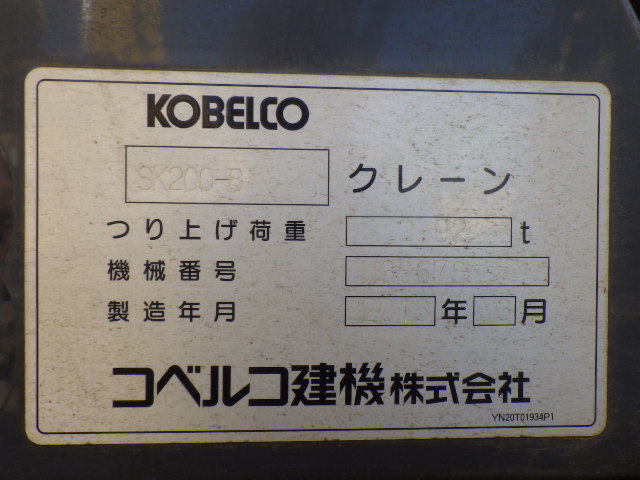 KOBELCO
SK200-8 クレーン
つり上げ荷重 t
機械番号
製造年月 年 月
コベルコ建機株式会社
YN20T01934P1